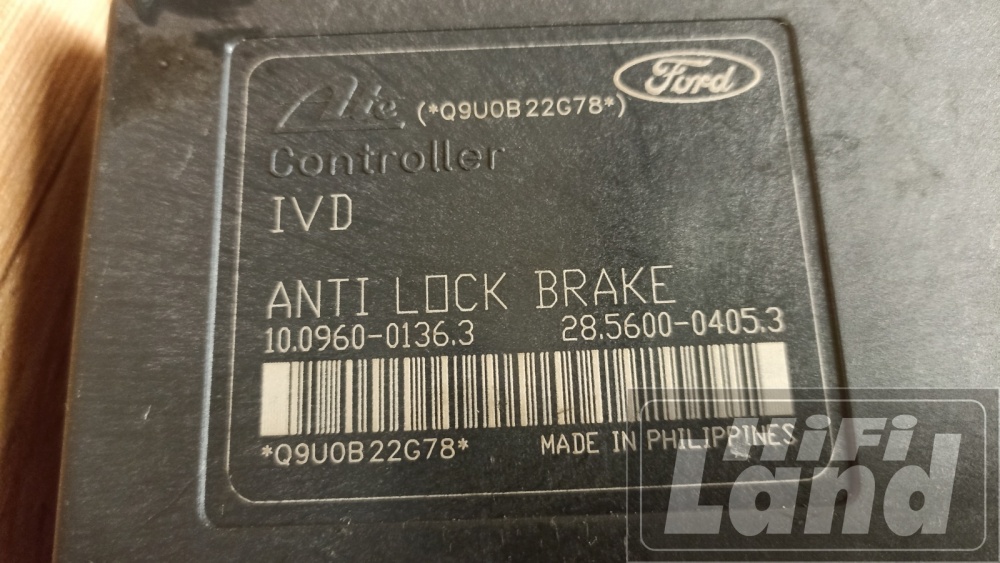 Ate (*Q9U0B22G78*) Ford
Controller
IVD
ANTI LOCK BRAKE
10.0960-0136.3 28.5600-0405.3
*Q9U0B22G78* MADE IN PHILIPPINES
HiFi
Land